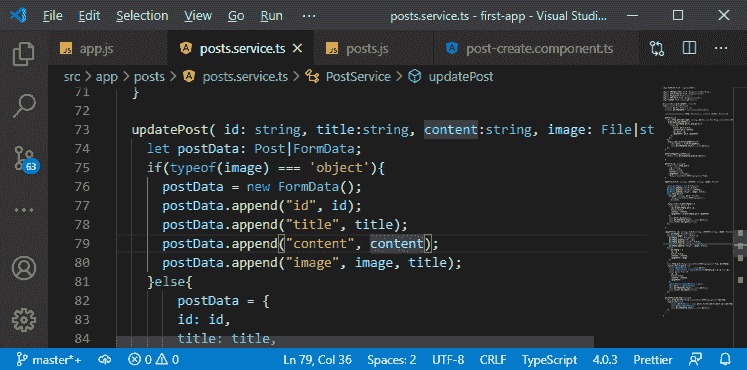 File Edit View Go Run ... posts.service.ts - first-app - Visual Studi...
JS app.js posts.service.ts JS posts.js post-create.component.ts ...
src > app > posts > posts.service.ts > PostService > updatePost
71 }
72
73 updatePost( id: string, title:string, content:string, image: File|st
74 let postData: Post|FormData;
75 if(typeof(image) === 'object'){
76 postData = new FormData();
77 postData.append("id", id);
78 postData.append("title", title);
79 postData.append("content", content);
80 postData.append("image", image, title);
81 }else{
82 postData = {
83 id: id,
84 title: title,
63
master*+ 0 0 Ln 79, Col 36 Spaces: 2 UTF-8 CRLF TypeScript 4.0.3 Prettier